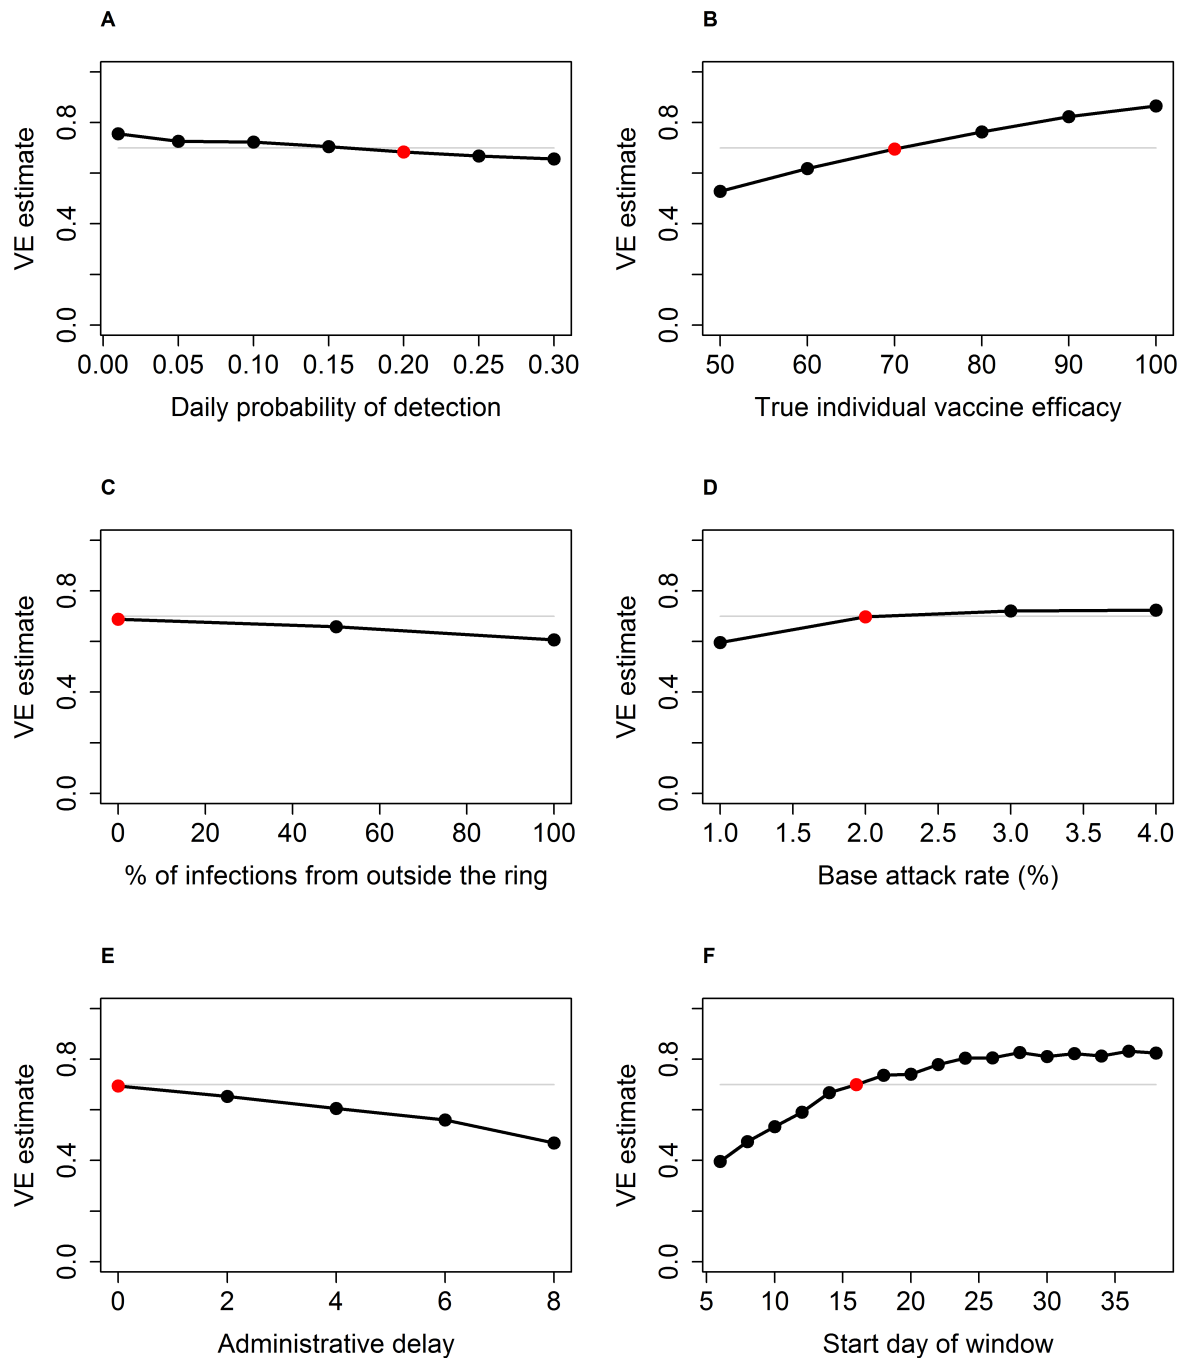 A
VE estimate
0.0 0.4 0.8
0.00 0.05 0.10 0.15 0.20 0.25 0.30
Daily probability of detection
B
VE estimate
0.0 0.4 0.8
50 60 70 80 90 100
True individual vaccine efficacy
C
VE estimate
0.0 0.4 0.8
0 20 40 60 80 100
% of infections from outside the ring
D
VE estimate
0.0 0.4 0.8
1.0 1.5 2.0 2.5 3.0 3.5 4.0
Base attack rate (%)
E
VE estimate
0.0 0.4 0.8
0 2 4 6 8
Administrative delay
F
VE estimate
0.0 0.4 0.8
5 10 15 20 25 30 35
Start day of window